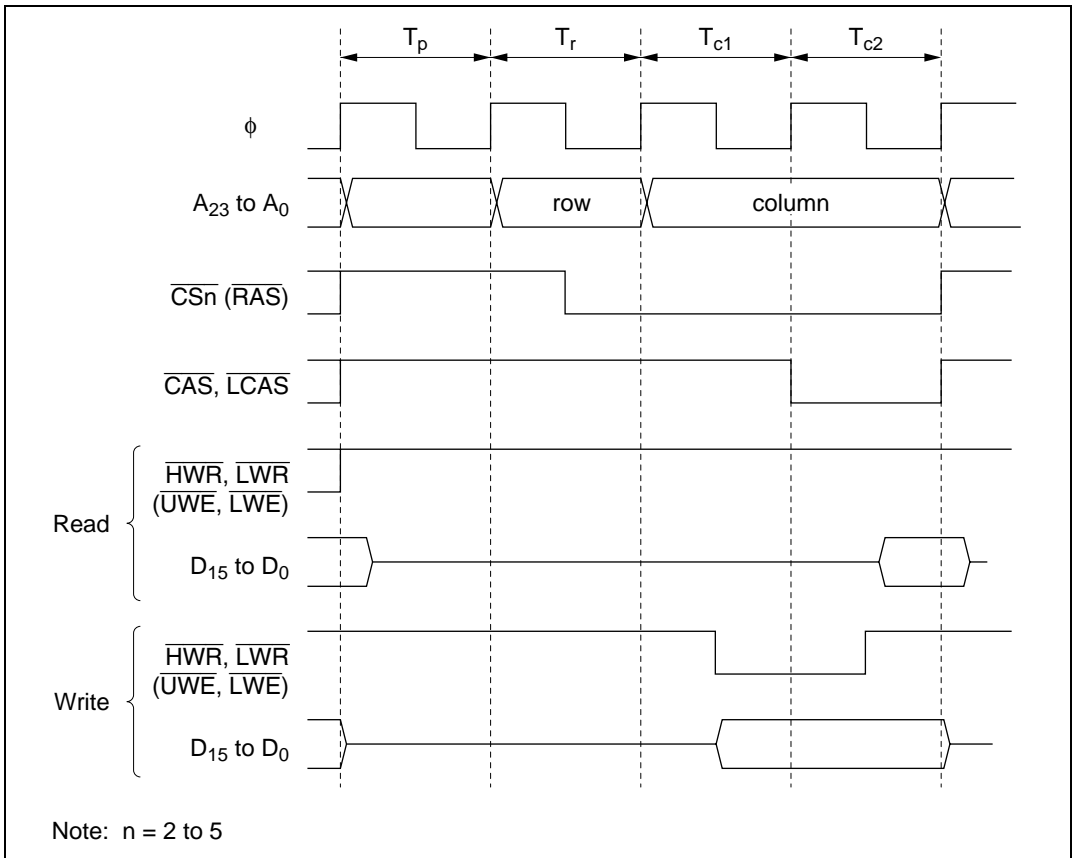 Tp Tr Tc1 Tc2
φ
A23 to A0 row column
CSn (RAS)
CAS, LCAS
Read
HWR, LWR
(UWE, LWE)
D15 to D0
Write
HWR, LWR
(UWE, LWE)
D15 to D0
Note: n = 2 to 5